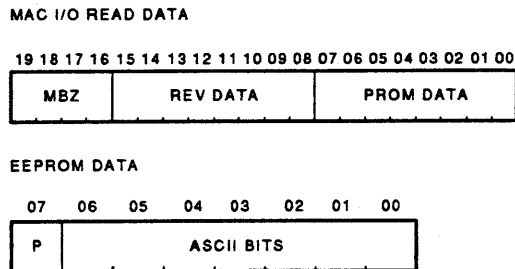 MAC I/O READ DATA
19 18 17 16 15 14 13 12 11 10 09 08 07 06 05 04 03 02 01 00
MBZ REV DATA PROM DATA
EEPROM DATA
07 06 05 04 03 02 01 00
P ASCII BITS